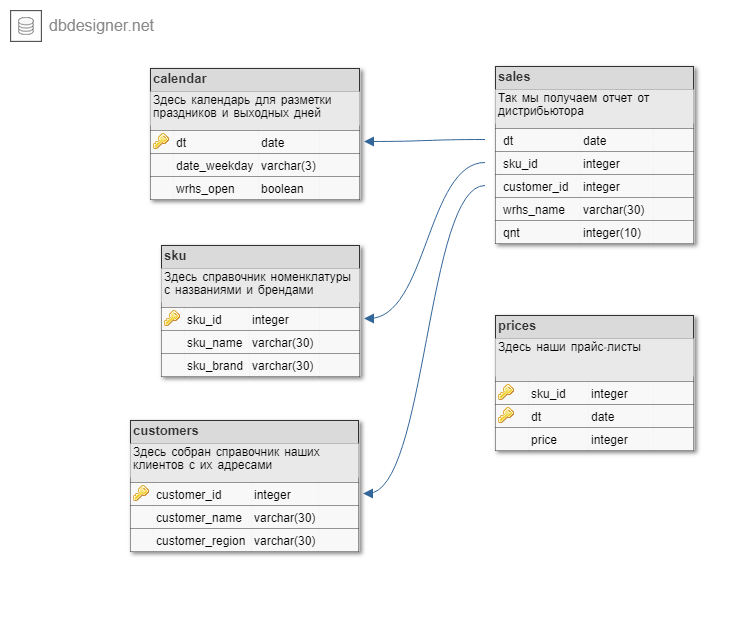 dbdesigner.net
calendar
Здесь календарь для разметки
праздников и выходных дней
dt date
date_weekday varchar(3)
wrhs_open boolean
sales
Так мы получаем отчет от
дистрибьютора
dt date
sku_id integer
customer_id integer
wrhs_name varchar(30)
qnt integer(10)
sku
Здесь справочник номенклатуры
с названиями и брендами
sku_id integer
sku_name varchar(30)
sku_brand varchar(30)
prices
Здесь наши прайс-листы
sku_id integer
dt date
price integer
customers
Здесь собран справочник наших
клиентов с их адресами
customer_id integer
customer_name varchar(30)
customer_region varchar(30)